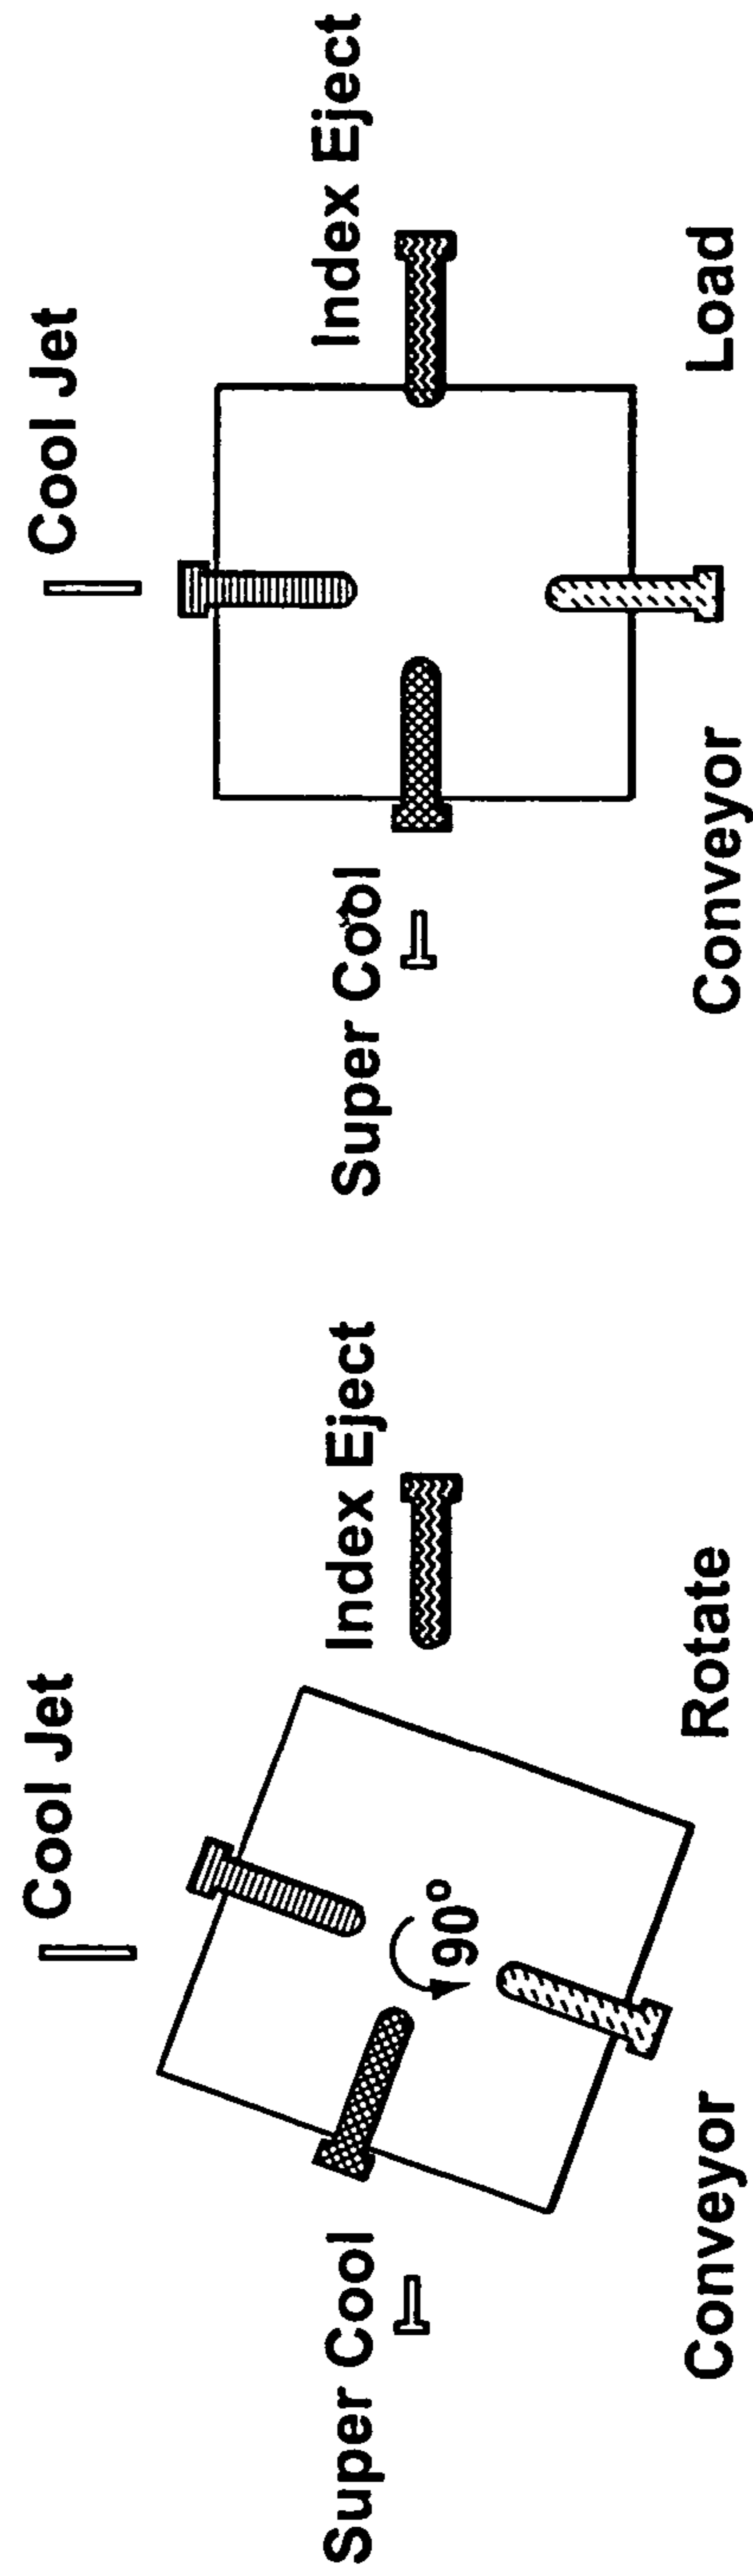 Cool Jet
Super Cool
Index Eject
90°
Conveyor
Rotate
Cool Jet
Super Cool
Index Eject
Conveyor
Load